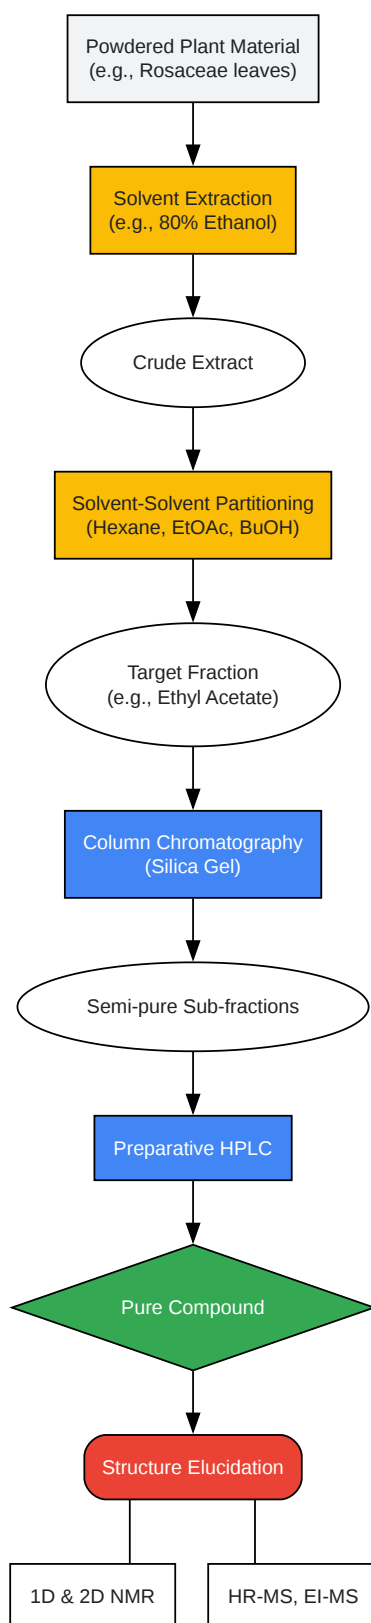 Powdered Plant Material
(e.g., Rosaceae leaves)
Solvent Extraction
(e.g., 80% Ethanol)
Crude Extract
Solvent-Solvent Partitioning
(Hexane, EtOAc, BuOH)
Target Fraction
(e.g., Ethyl Acetate)
Column Chromatography
(Silica Gel)
Semi-pure Sub-fractions
Preparative HPLC
Pure Compound
Structure Elucidation
1D & 2D NMR
HR-MS, EI-MS